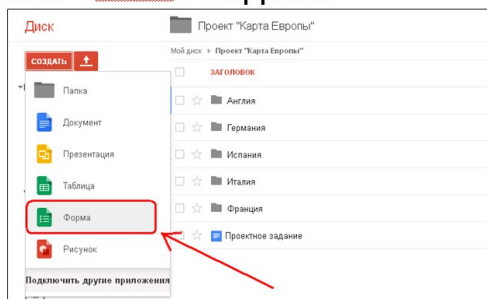 Диск
Проект "Карта Европы"
СОЗДАТЬ
Мой диск › Проект "Карта Европы"
ЗАГОЛОВОК
Папка
Англия
Документ
Германия
Презентация
Испания
Таблица
Италия
Форма
Франция
Рисунок
Проектное задание
Подключить другие приложения